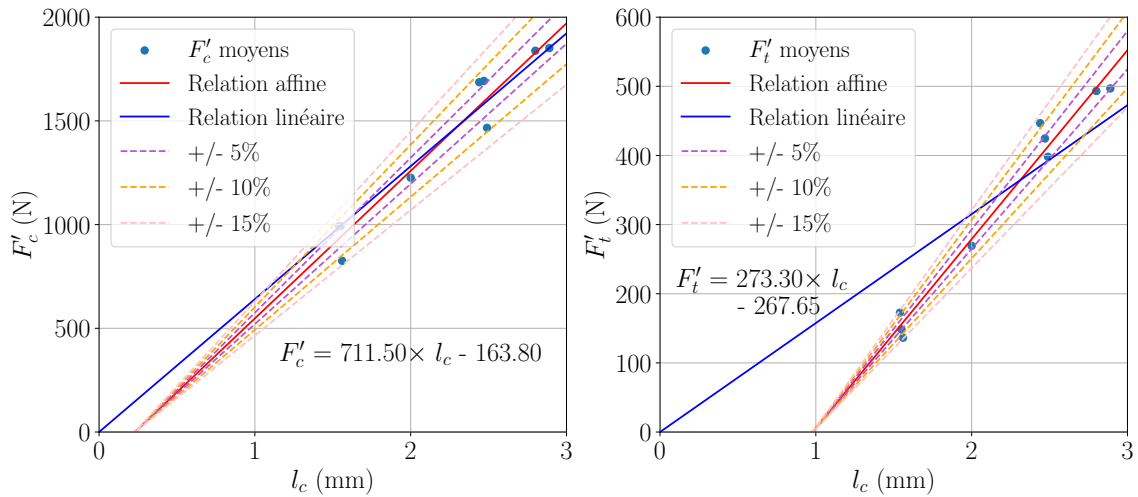 2000
1500
1000
500
0
F'_c (N)
F'_c moyens
Relation affine
Relation linéaire
+/- 5%
+/- 10%
+/- 15%
F'_c = 711.50× l_c - 163.80
0 1 2 3
l_c (mm)
600
500
400
300
200
100
0
F'_t (N)
F'_t moyens
Relation affine
Relation linéaire
+/- 5%
+/- 10%
+/- 15%
F'_t = 273.30× l_c
- 267.65
0 1 2 3
l_c (mm)